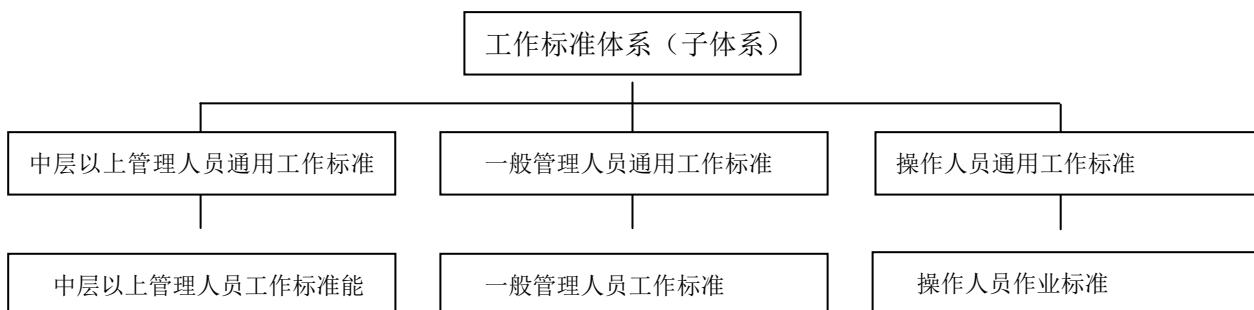 工作标准体系（子体系）
中层以上管理人员通用工作标准
一般管理人员通用工作标准
操作人员通用工作标准
中层以上管理人员工作标准能
一般管理人员工作标准
操作人员作业标准